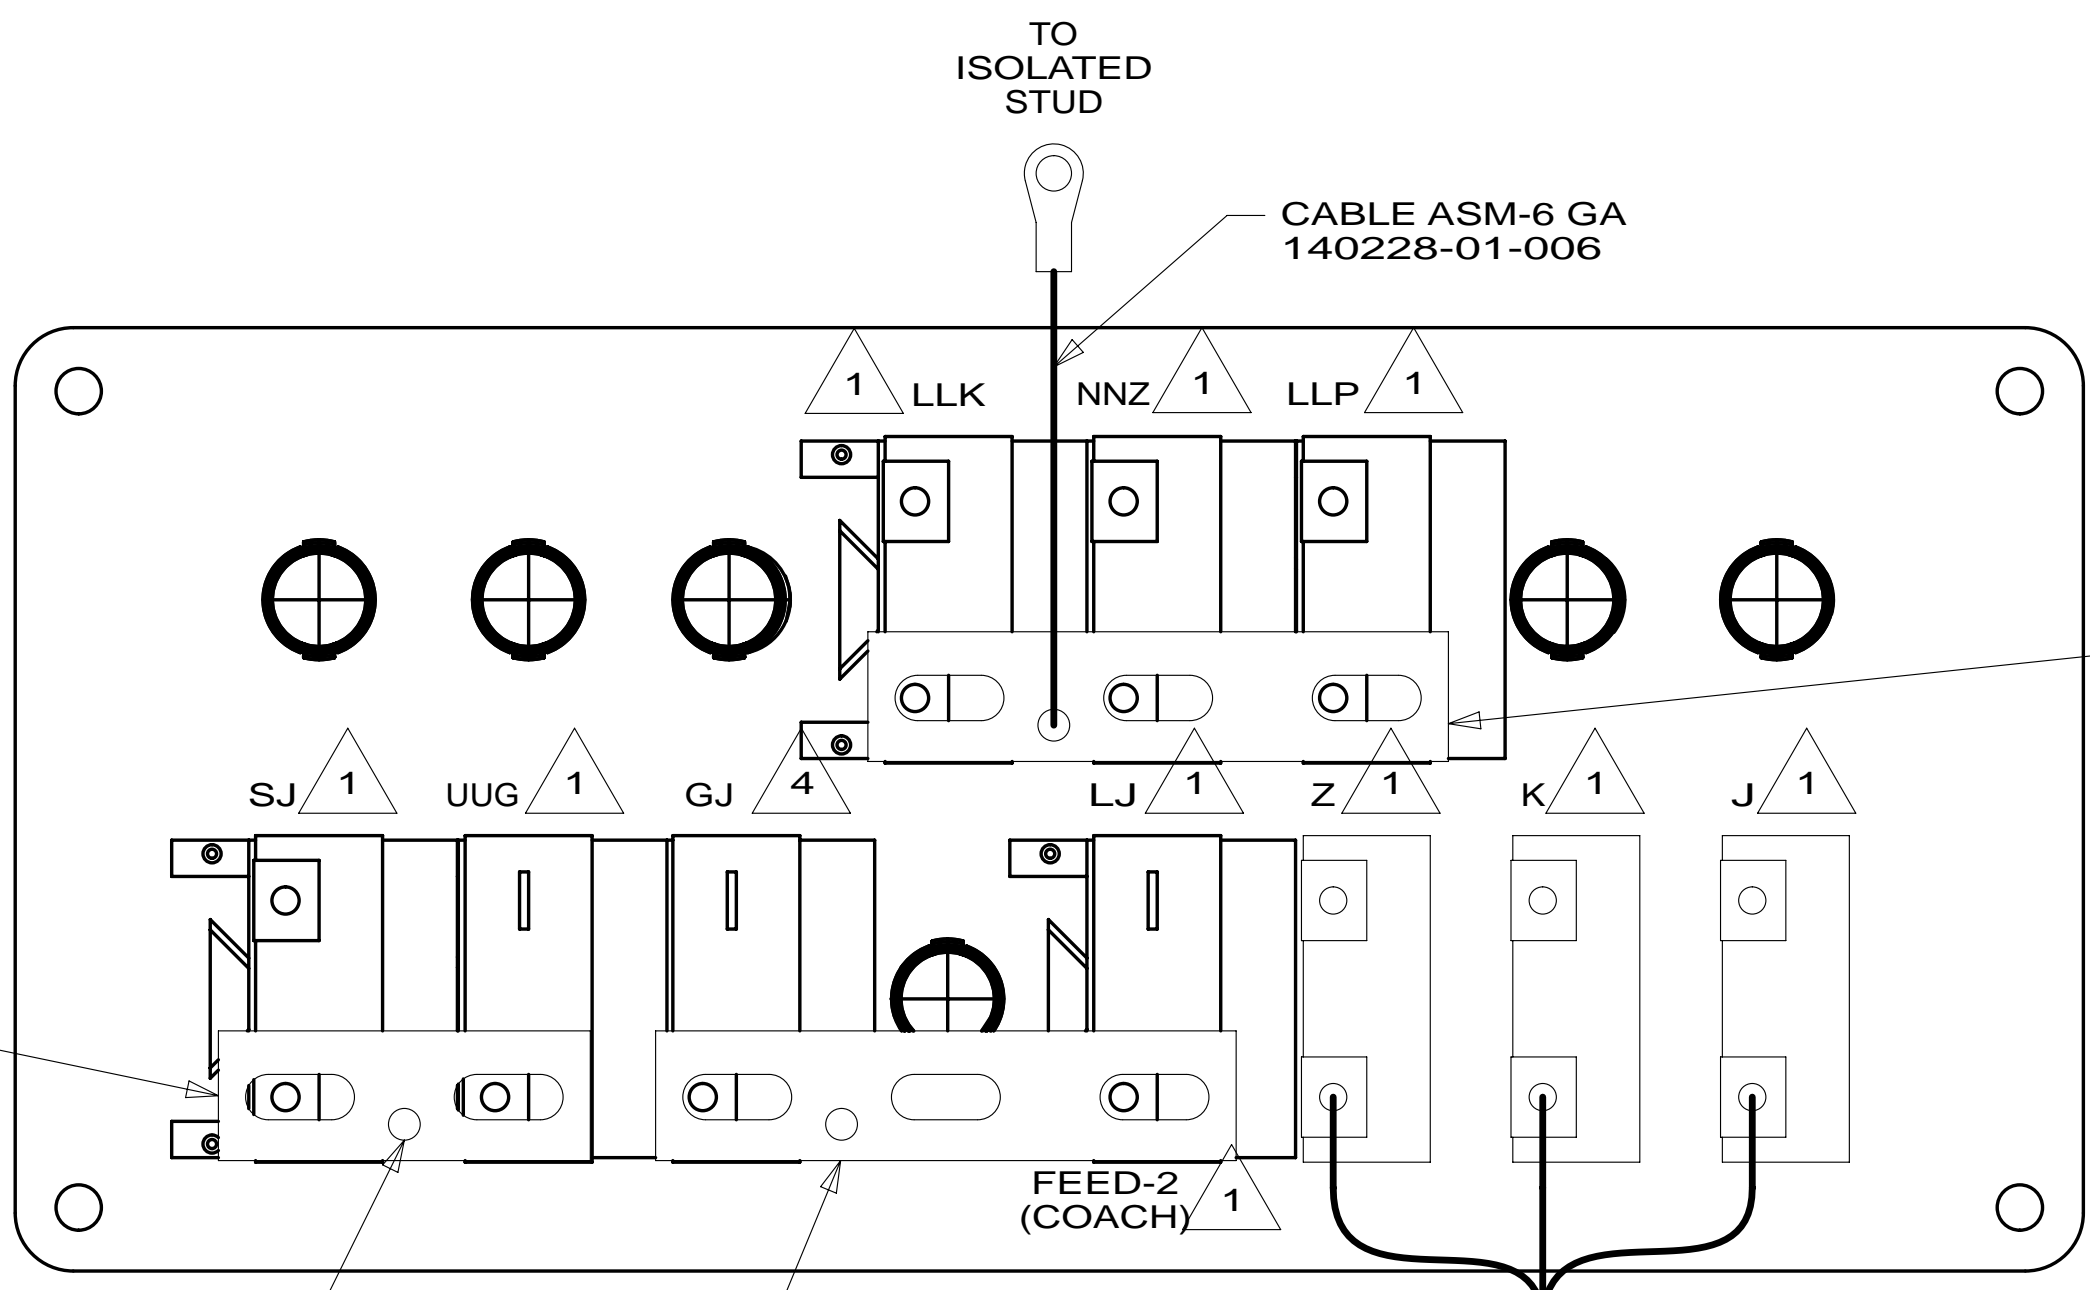 TO
ISOLATED
STUD
CABLE ASM-6 GA
140228-01-006
1 LLK NNZ 1 LLP 1
SJ 1 UUG 1 GJ 4 LJ 1 Z 1 K 1 J 1
FEED-2
(COACH) 1